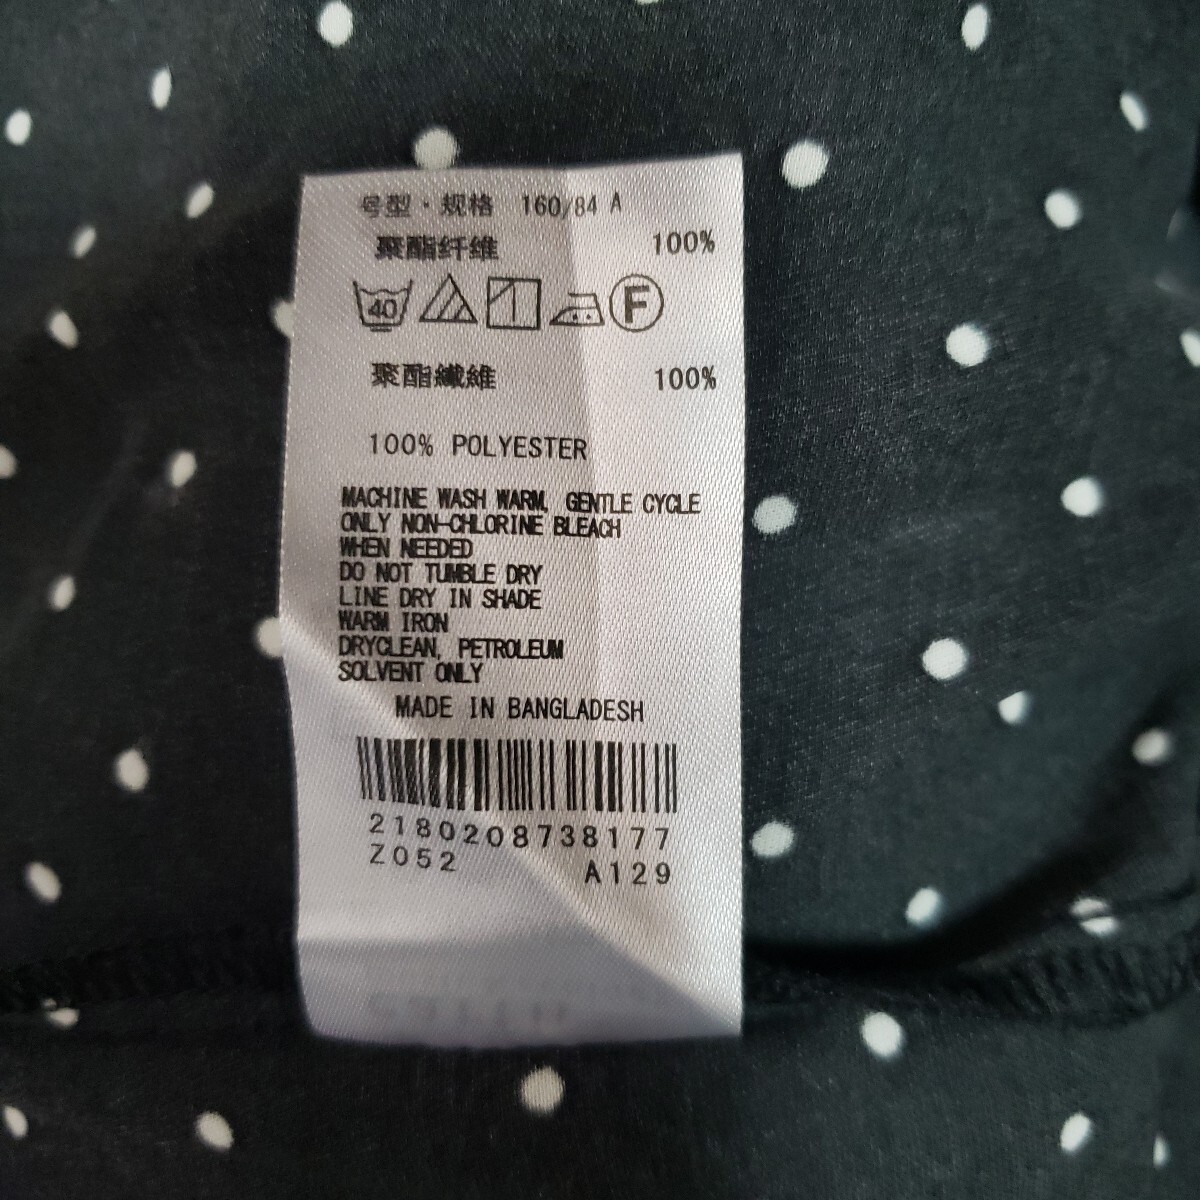 号型・规格 160/84 A
聚酯纤维 100%
40 F
聚酯纖維 100%
100% POLYESTER
MACHINE WASH WARM, GENTLE CYCLE
ONLY NON-CHLORINE BLEACH
WHEN NEEDED
DO NOT TUMBLE DRY
LINE DRY IN SHADE
WARM IRON
DRYCLEAN, PETROLEUM
SOLVENT ONLY
MADE IN BANGLADESH
2180208738177
Z052 A129